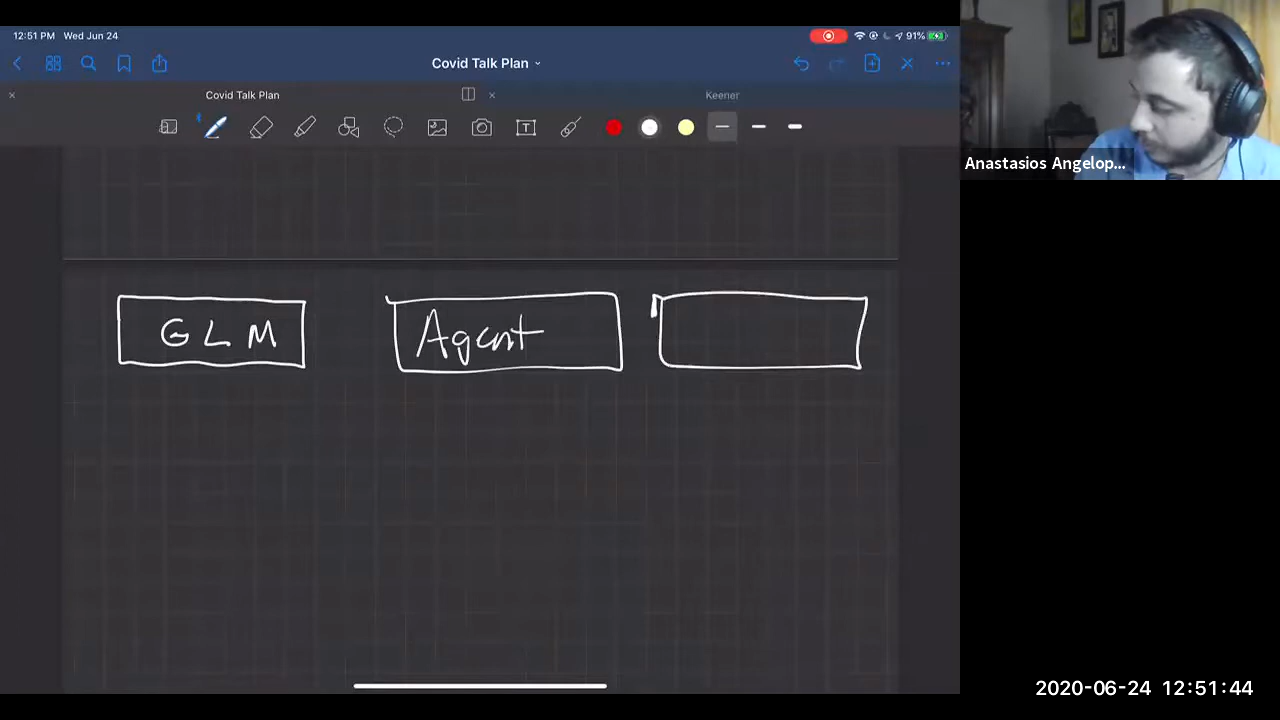 12:51 PM Wed Jun 24
91%
Covid Talk Plan
Covid Talk Plan
Keener
T
GLM
Agent
Anastasios Angelop...
2020-06-24 12:51:44